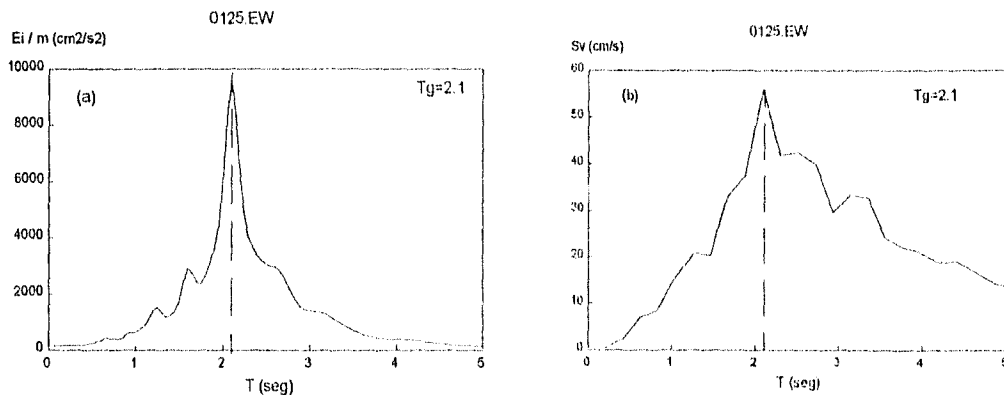 0125.EW
Ei / m (cm2/s2)
10000
8000
6000
4000
2000
0
(a)
Tg=2.1
0 1 2 3 4 5
T (seg)
0125.EW
Sv (cm/s)
60
50
40
30
20
10
0
(b)
Tg=2.1
0 1 2 3 4 5
T (seg)